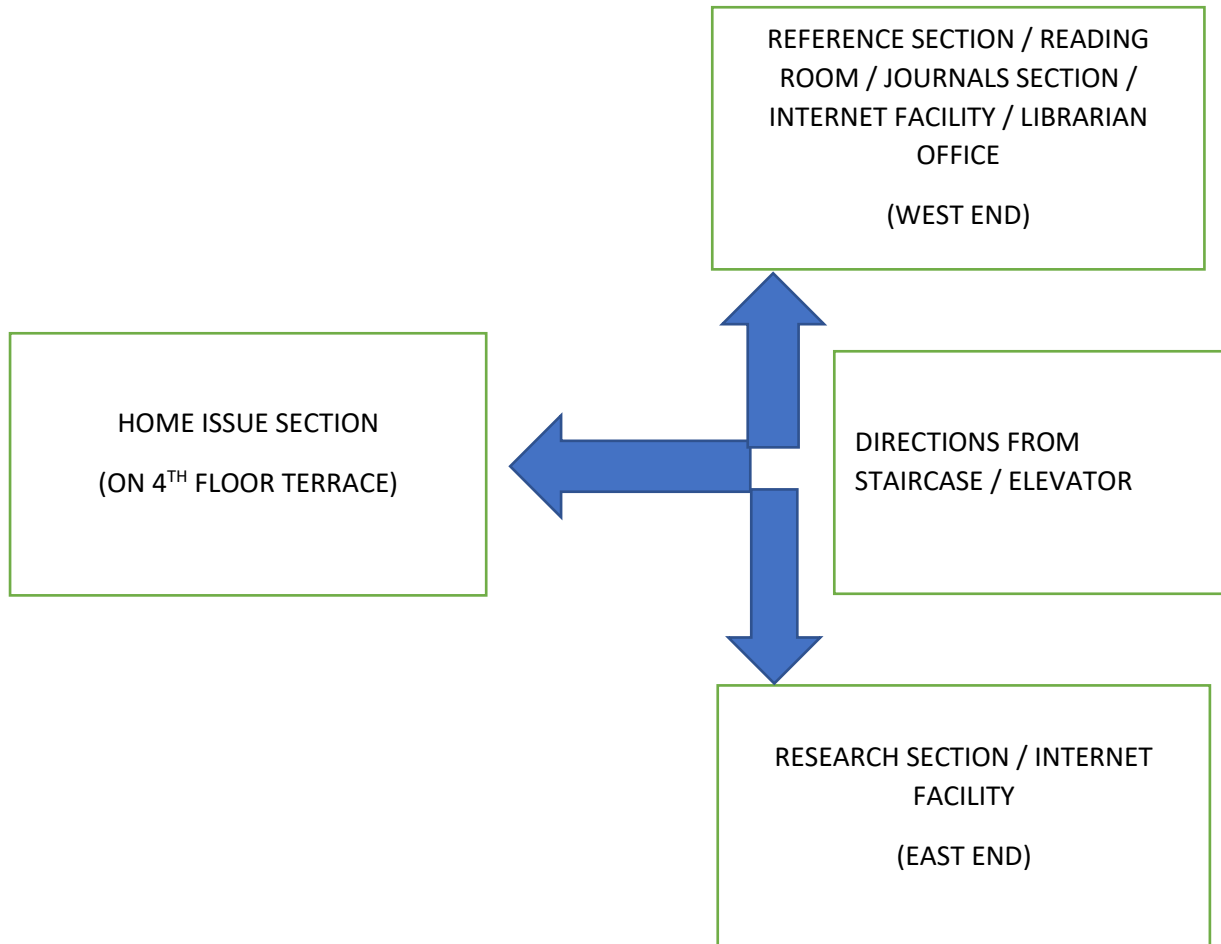 REFERENCE SECTION / READING
ROOM / JOURNALS SECTION /
INTERNET FACILITY / LIBRARIAN
OFFICE
(WEST END)
HOME ISSUE SECTION
(ON 4TH FLOOR TERRACE)
DIRECTIONS FROM
STAIRCASE / ELEVATOR
RESEARCH SECTION / INTERNET
FACILITY
(EAST END)